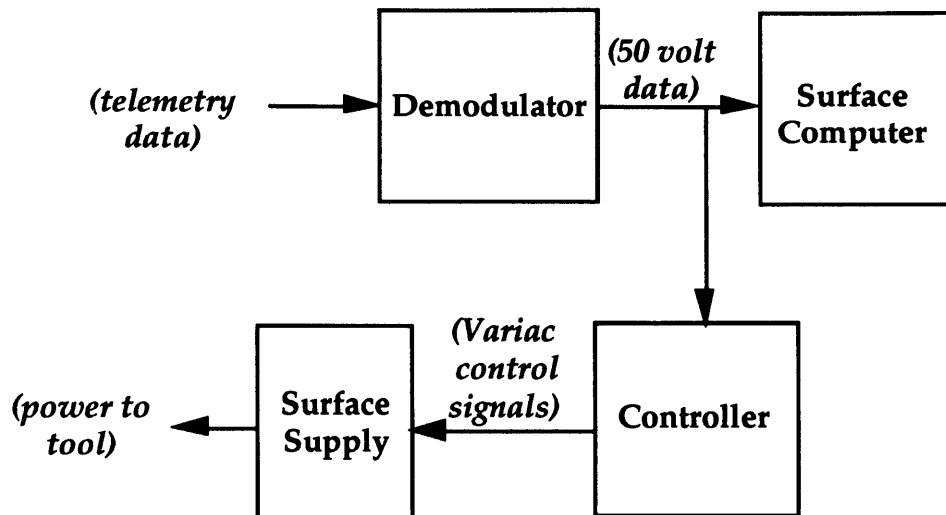 (telemetry
data)
Demodulator
(50 volt
data)
Surface
Computer
(power to
tool)
Surface
Supply
(Variac
control
signals)
Controller